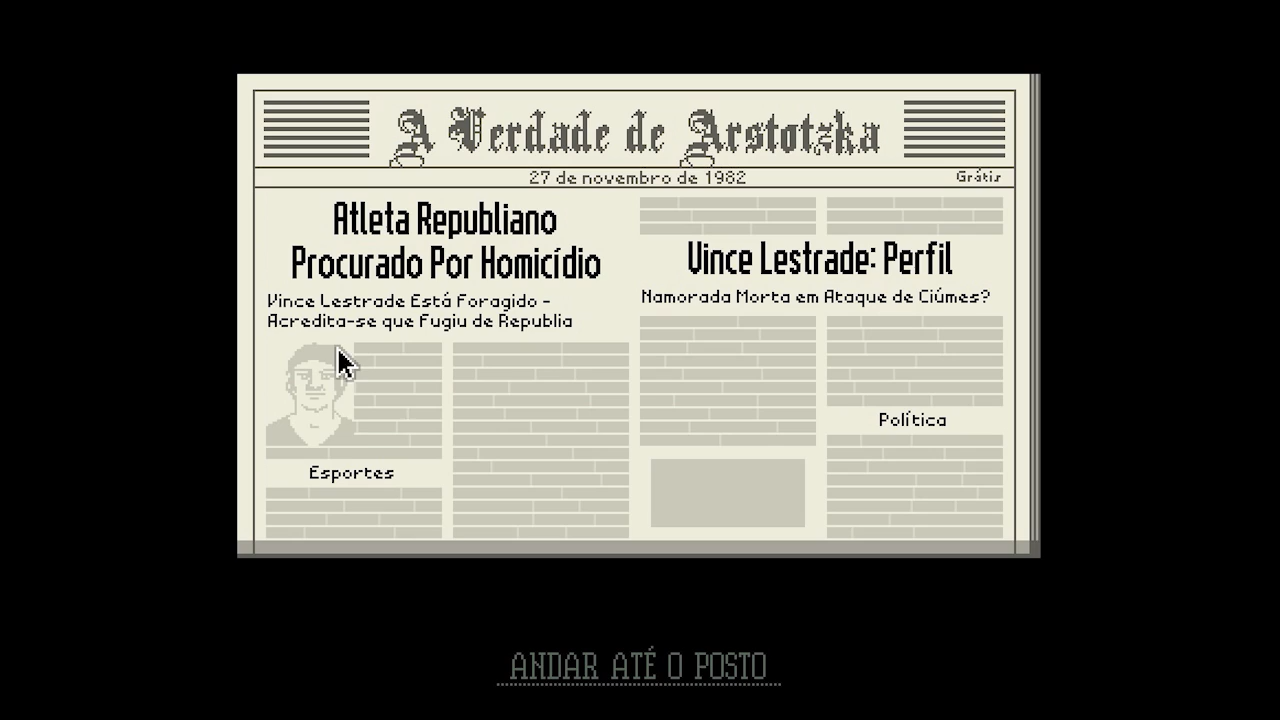 A Verdade de Arstotzka
27 de novembro de 1982
Grátis
Atleta Republiano
Procurado Por Homicídio
Vince Lestrade Está Foragido -
Acredita-se que Fugiu de Republia
Esportes
Vince Lestrade: Perfil
Namorada Morta em Ataque de Ciúmes?
Política
ANDAR ATÉ O POSTO